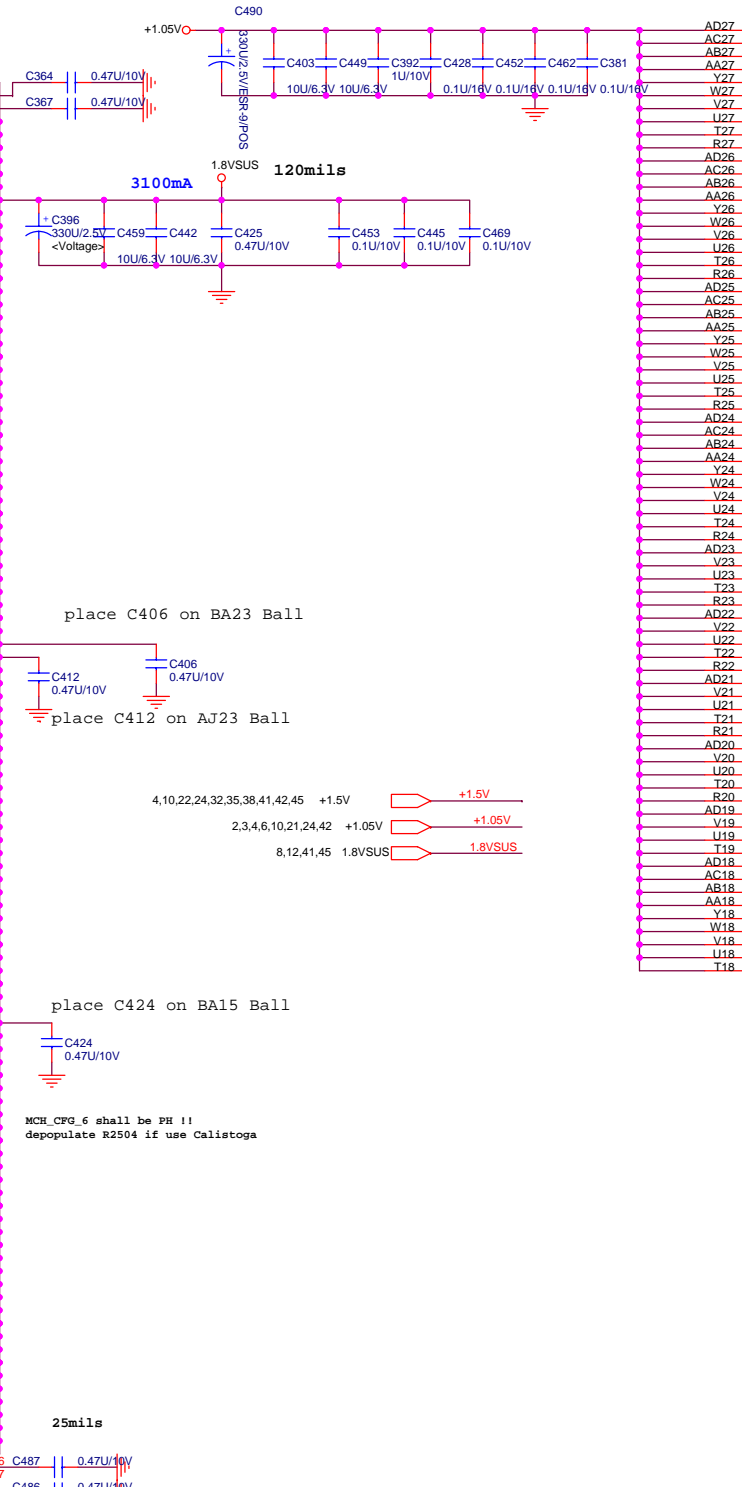 C490
+1.05V
330U/2.5V/ESR-9/POS
C403 C449 C392 C428 C452 C462 C381
1U/10V
10U/6.3V 10U/6.3V 0.1U/16V 0.1U/16V 0.1U/16V 0.1U/16V
C364 0.47U/10V
C367 0.47U/10V
1.8VSUS
120mils
3100mA
C396
330U/2.5V
<Voltage>
C459 C442 C425 C453 C445 C469
10U/6.3V 10U/6.3V 0.47U/10V 0.1U/10V 0.1U/10V 0.1U/10V
place C406 on BA23 Ball
C412
0.47U/10V
C406
0.47U/10V
place C412 on AJ23 Ball
4,10,22,24,32,35,38,41,42,45 +1.5V +1.5V
2,3,4,6,10,21,24,42 +1.05V +1.05V
8,12,41,45 1.8VSUS 1.8VSUS
place C424 on BA15 Ball
C424
0.47U/10V
MCH_CFG_6 shall be PH !!
depopulate R2504 if use Calistoga
25mils
6 C487 0.47U/10V
7
C486 0.47U/10V
AD27
AC27
AB27
AA27
Y27
W27
V27
U27
T27
R27
AD26
AC26
AB26
AA26
Y26
W26
V26
U26
T26
R26
AD25
AC25
AB25
AA25
Y25
W25
V25
U25
T25
R25
AD24
AC24
AB24
AA24
Y24
W24
V24
U24
T24
R24
AD23
V23
U23
T23
R23
AD22
V22
U22
T22
R22
AD21
V21
U21
T21
R21
AD20
V20
U20
T20
R20
AD19
V19
U19
T19
AD18
AC18
AB18
AA18
Y18
W18
V18
U18
T18